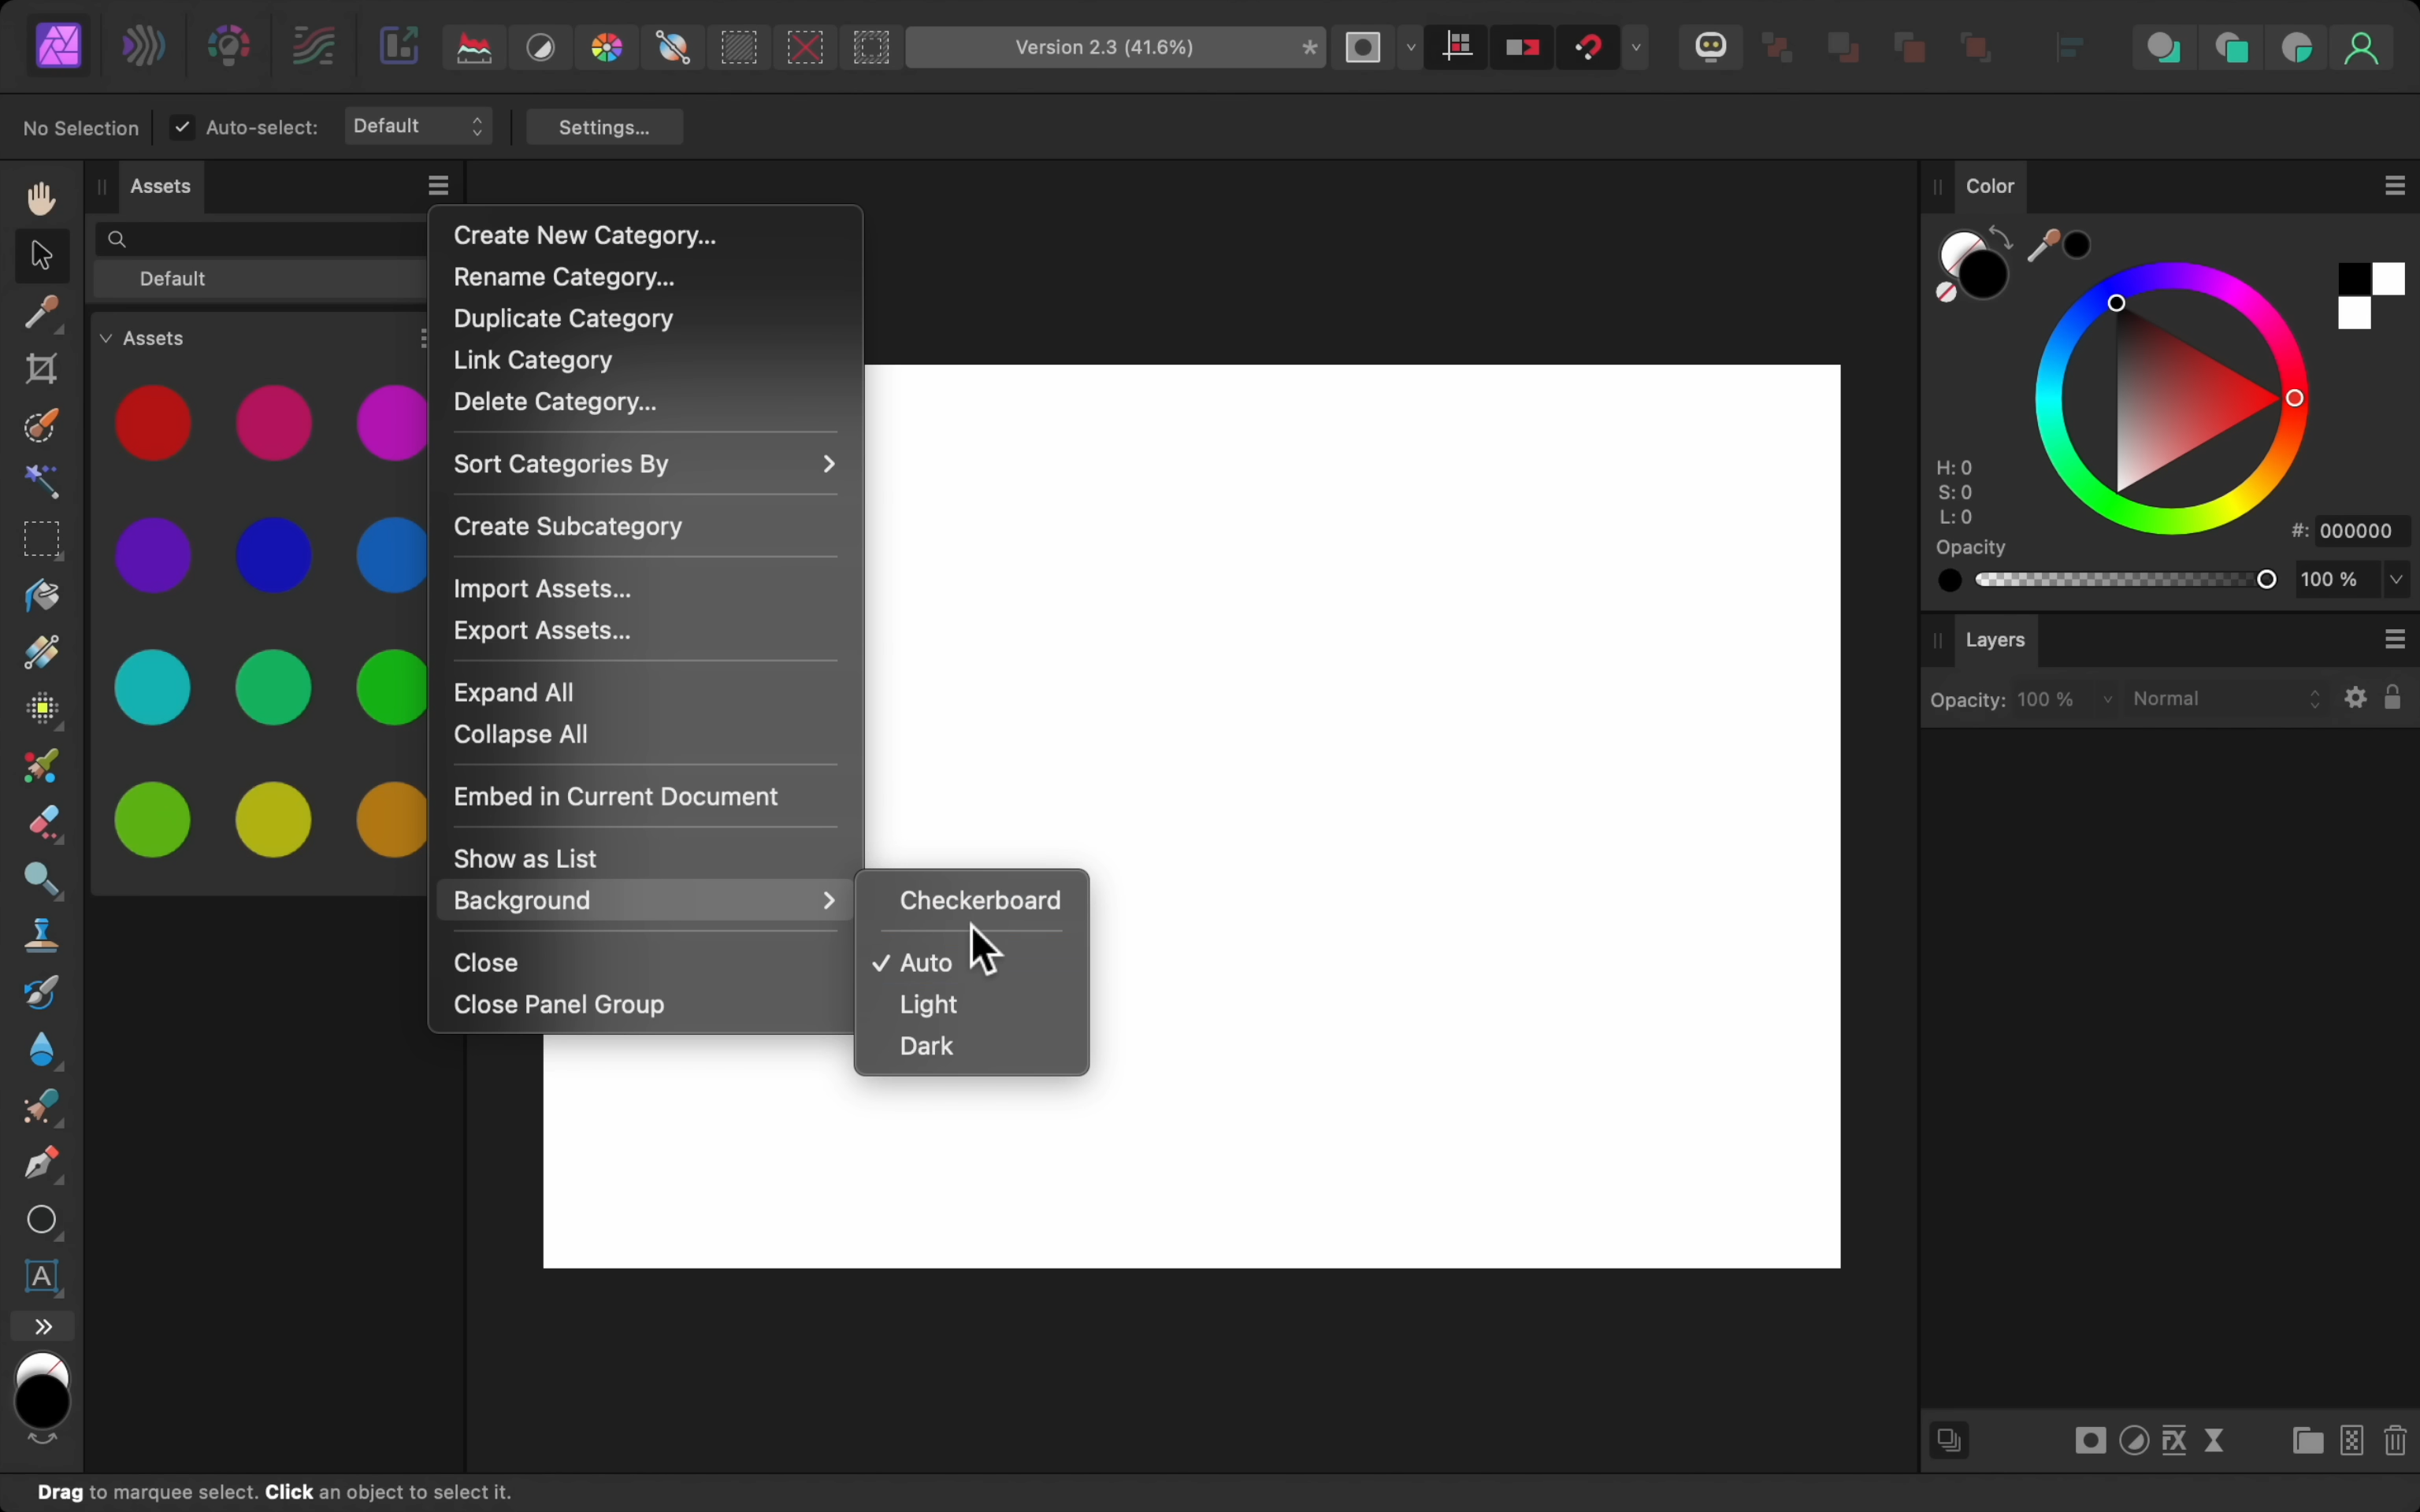 Version 2.3 (41.6%)
*
No Selection
Auto-select:
Default
Settings...
Assets
Default
Assets
Create New Category...
Rename Category...
Duplicate Category
Link Category
Delete Category...
Sort Categories By
Create Subcategory
Import Assets...
Export Assets...
Expand All
Collapse All
Embed in Current Document
Show as List
Background
Close
Close Panel Group
Checkerboard
Auto
Light
Dark
Color
H: 0
S: 0
L: 0
#: 000000
Opacity
100 %
Layers
Opacity: 100 %
Normal
A
FX
Drag to marquee select. Click an object to select it.